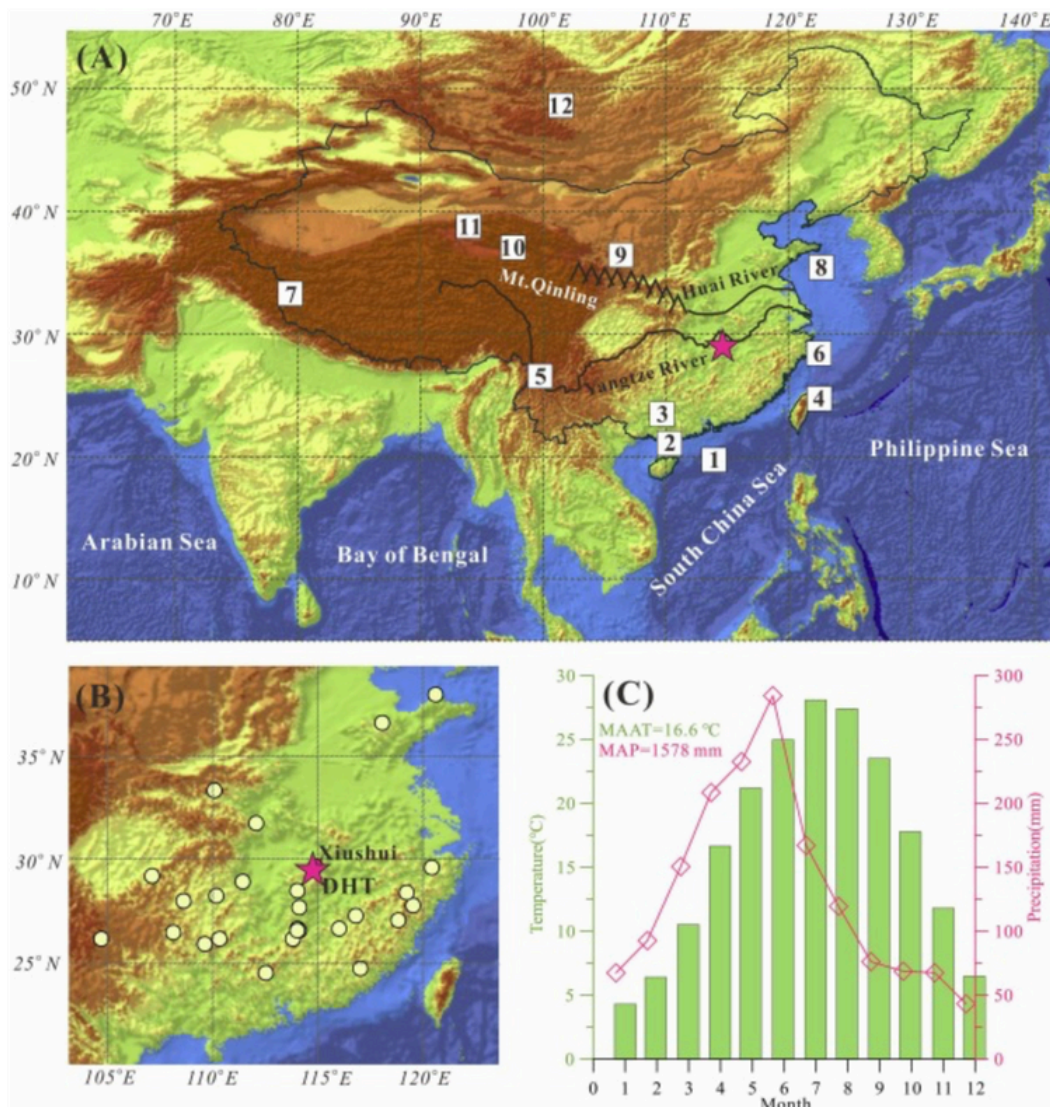 70°E 80°E 90°E 100°E 110°E 120°E 130°E 140°E
(A)
50°N
12
40°N
11
10
9
Mt.Qinling
Huai River
8
7
30°N
6
5
Yangtze River
4
3
2
20°N
1
Philippine Sea
South China Sea
Arabian Sea
Bay of Bengal
10°N
(B)
35°N
30°N
Xiushui
DHT
25°N
105°E 110°E 115°E 120°E
(C)
30
25
20
15
10
5
0
Temperature(℃)
MAAT=16.6 ℃
MAP=1578 mm
300
250
200
150
100
50
0
Precipitation(mm)
0 1 2 3 4 5 6 7 8 9 10 11 12
Month